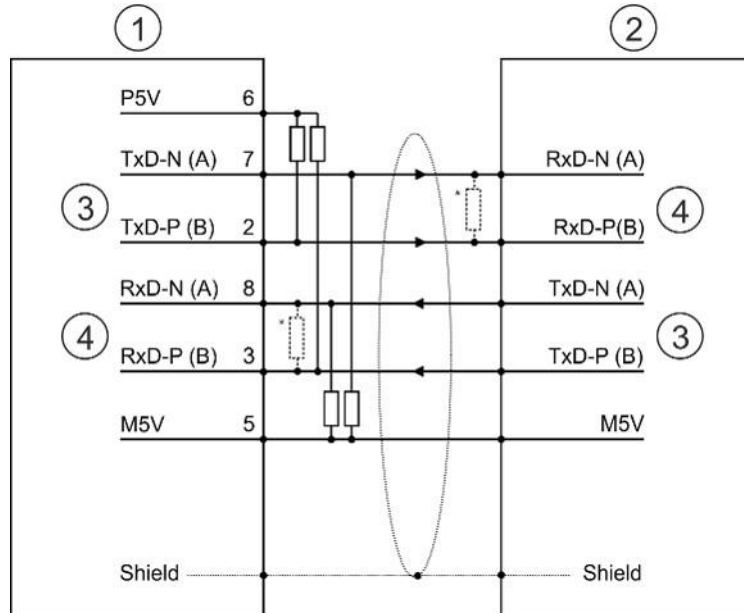 1 2
P5V 6
TxD-N (A) 7 RxD-N (A)
*
3 TxD-P (B) 2 RxD-P(B) 4
RxD-N (A) 8 TxD-N (A)
*
4 RxD-P (B) 3 TxD-P (B) 3
M5V 5 M5V
Shield Shield